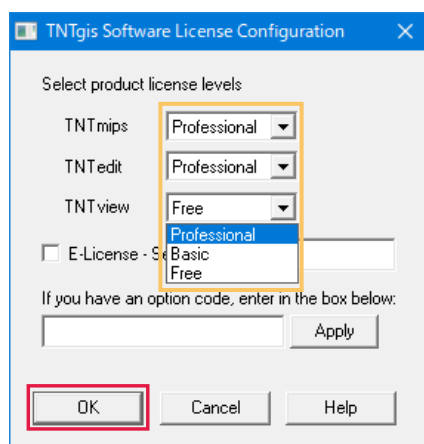 TNTgis Software License Configuration
Select product license levels
TNTmips Professional
TNTedit Professional
TNTview Free
Professional
E-License - Se
Basic
Free
If you have an option code, enter in the box below:
Apply
OK Cancel Help